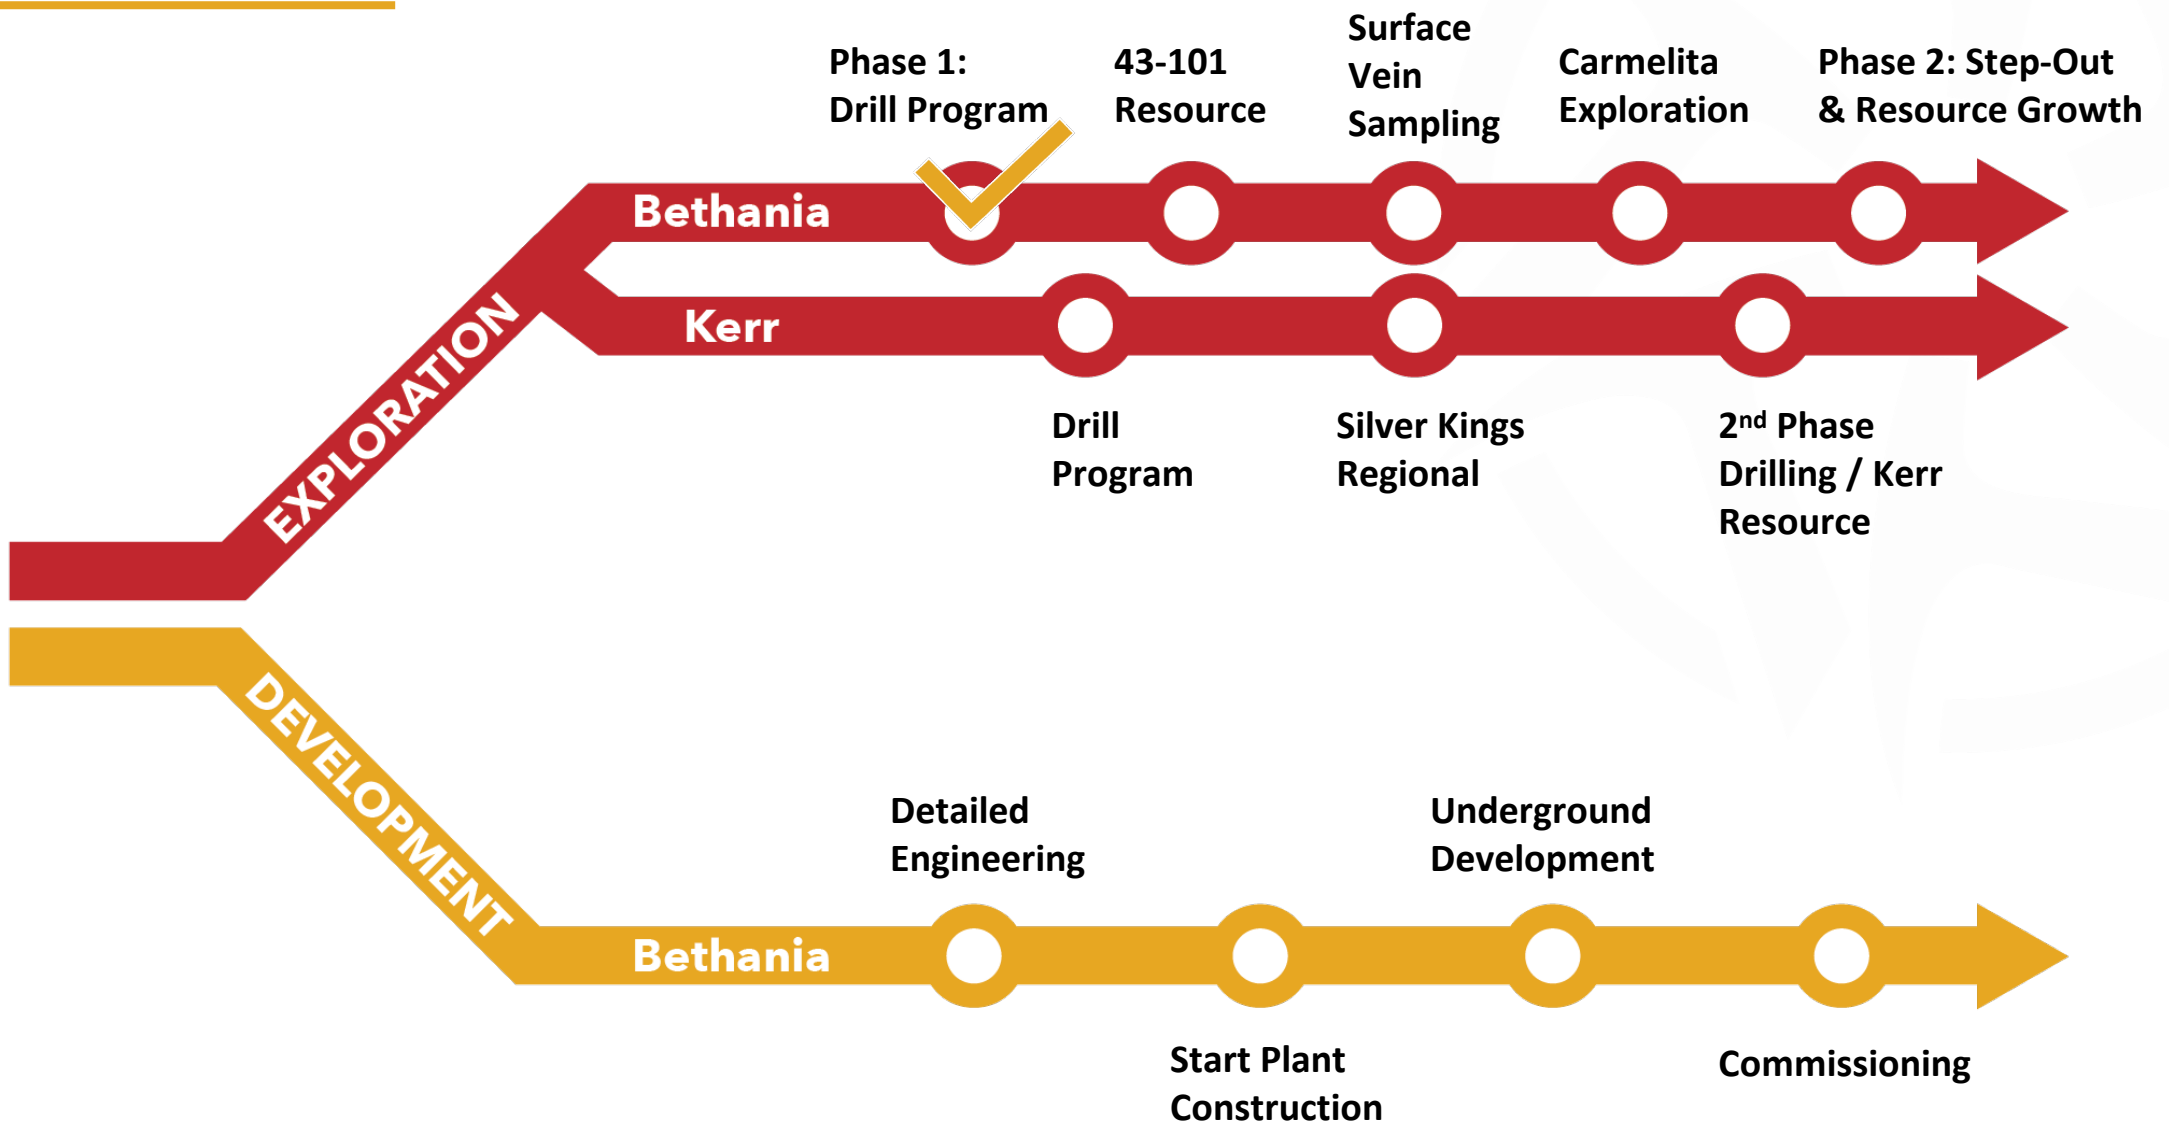 Phase 1:
Drill Program
43-101
Resource
Surface
Vein
Sampling
Carmelita
Exploration
Phase 2: Step-Out
& Resource Growth
Bethania
Kerr
EXPLORATION
Drill
Program
Silver Kings
Regional
2nd Phase
Drilling / Kerr
Resource
DEVELOPMENT
Detailed
Engineering
Underground
Development
Bethania
Start Plant
Construction
Commissioning